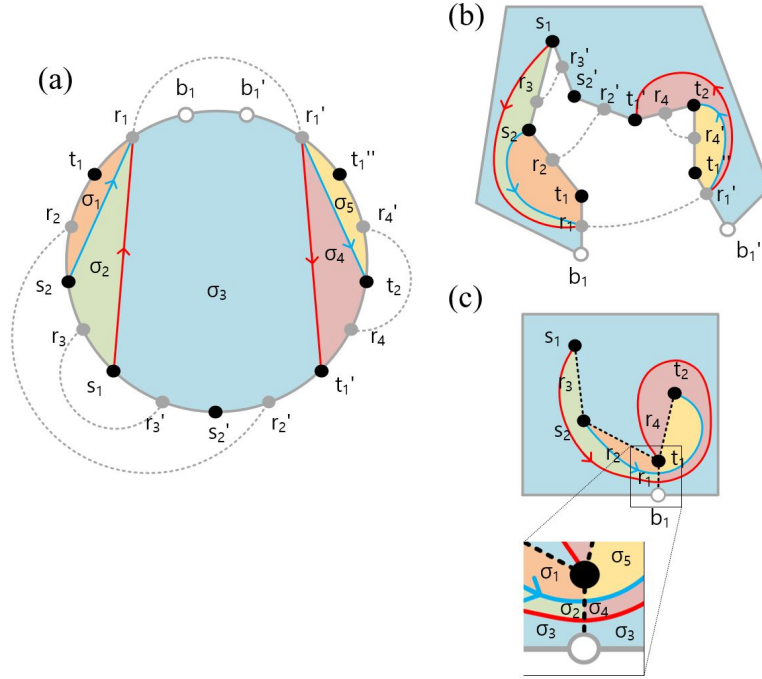 (a)
b₁ b₁'
r₁ r₁'
t₁ t₁''
σ₁ σ₅
r₂ r₄'
σ₂ σ₄
s₂ σ₃ t₂
r₃ r₄
s₁ t₁'
r₃' s₂' r₂'
(b)
s₁
r₃'
r₃ s₂' r₂' t₁' r₄ t₂
s₂ r₄'
r₂ t₁''
t₁ r₁'
r₁
b₁ b₁'
(c)
s₁
t₂
r₃
r₄
s₂
r₂ t₁
r₁
b₁
σ₁ σ₅
σ₂ σ₄
σ₃ σ₃